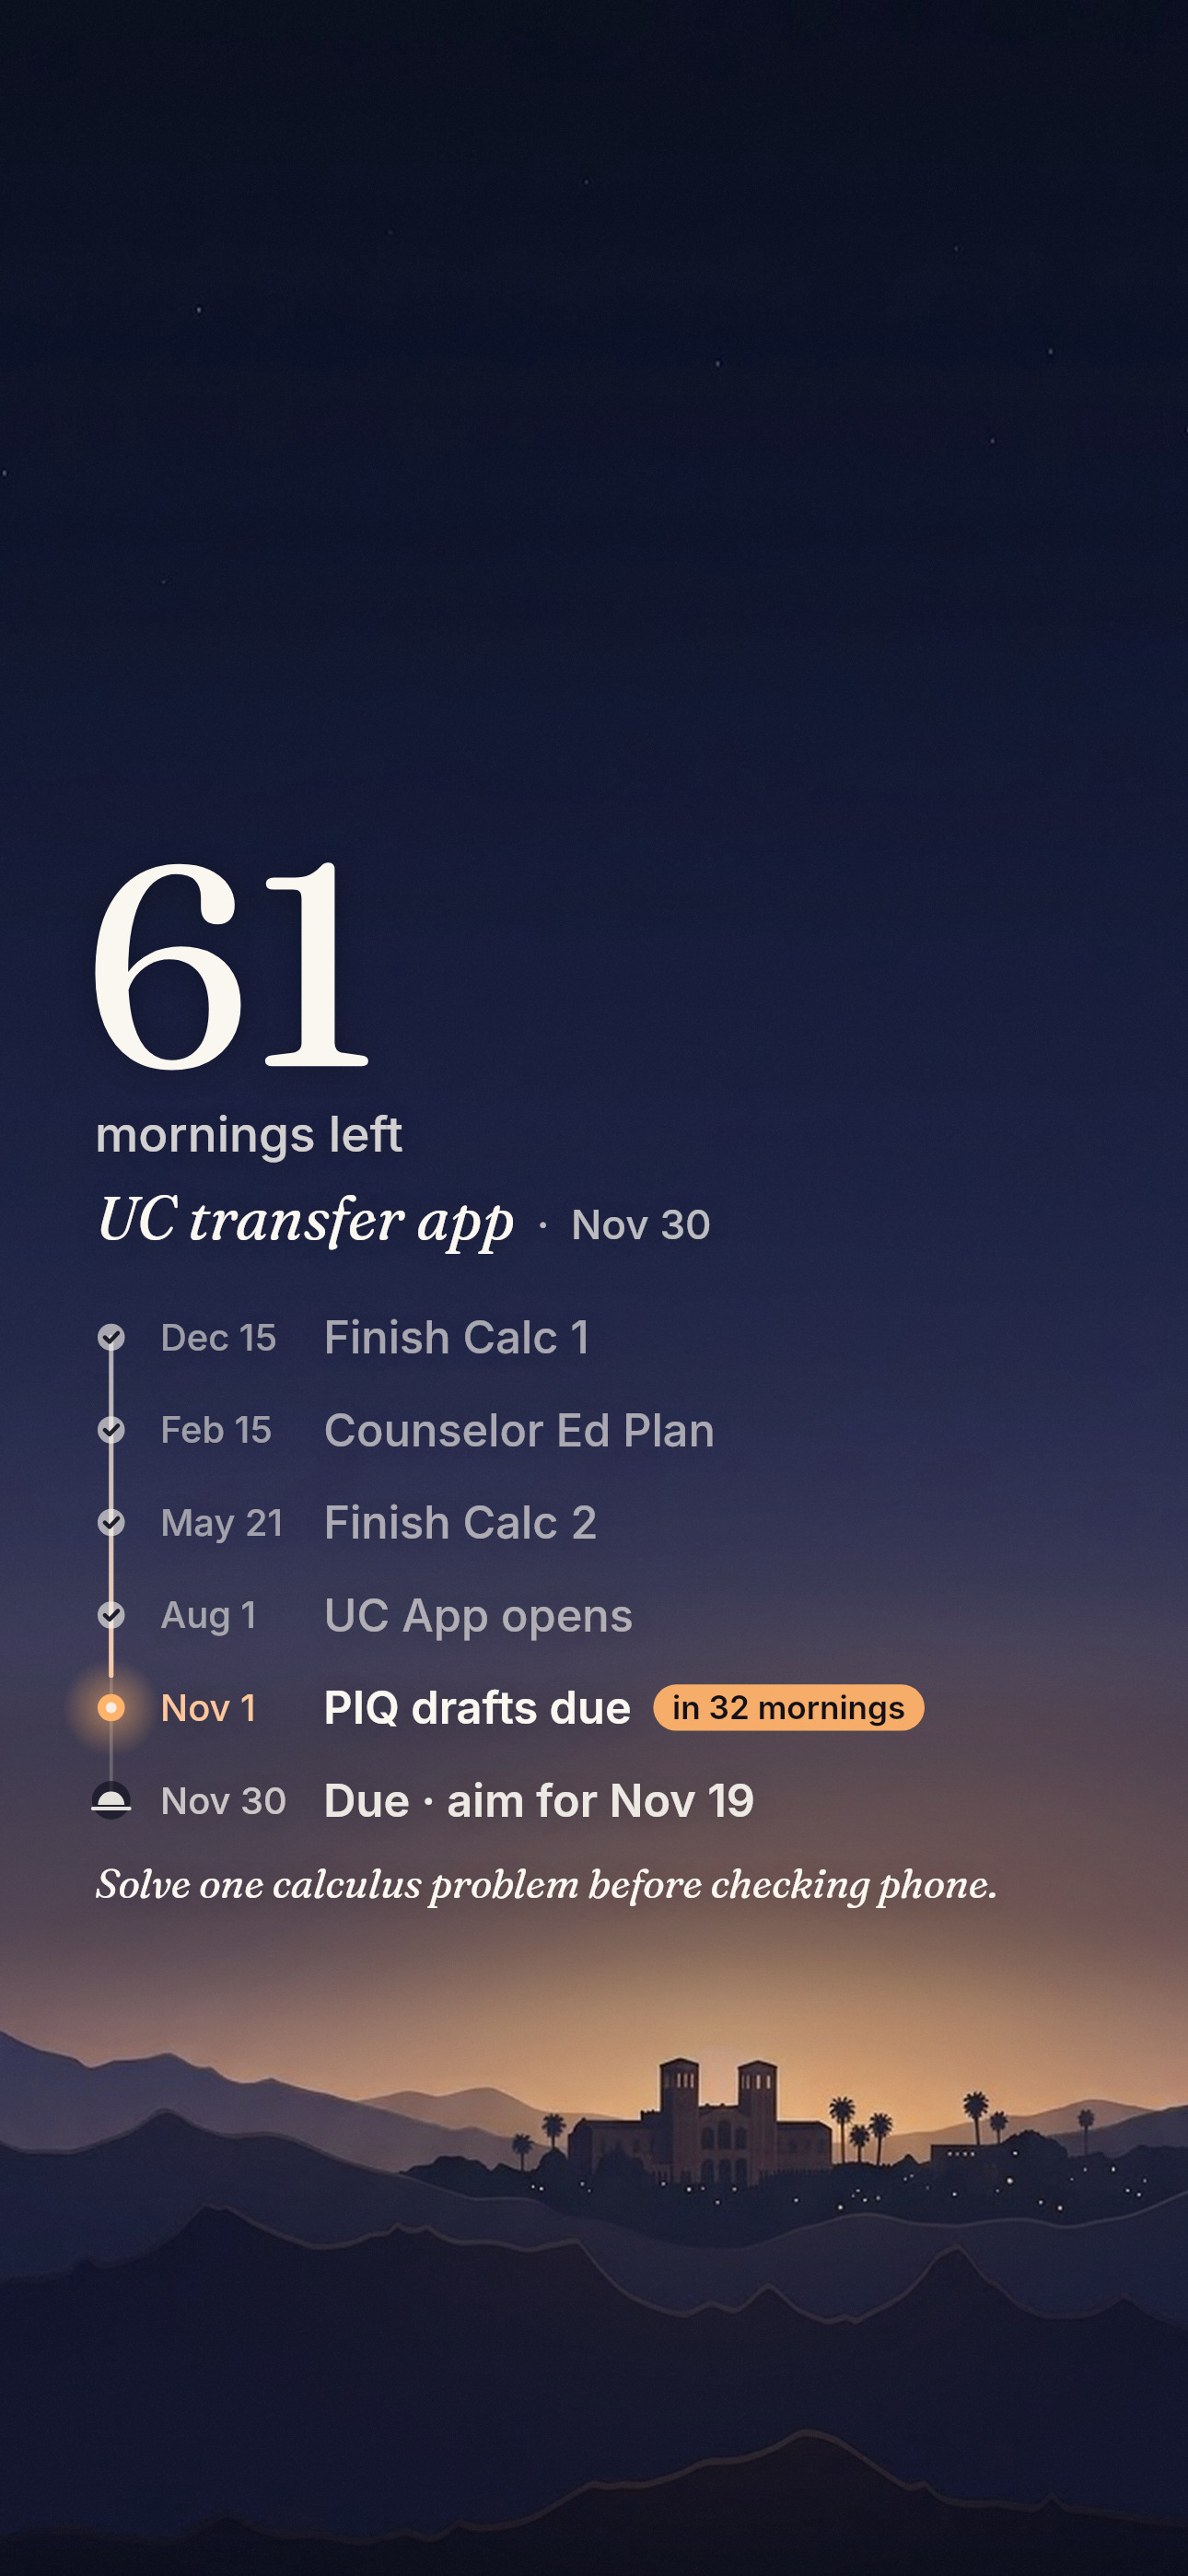 61
mornings left
UC transfer app · Nov 30
Dec 15 Finish Calc 1
Feb 15 Counselor Ed Plan
May 21 Finish Calc 2
Aug 1 UC App opens
Nov 1 PIQ drafts due in 32 mornings
Nov 30 Due · aim for Nov 19
Solve one calculus problem before checking phone.